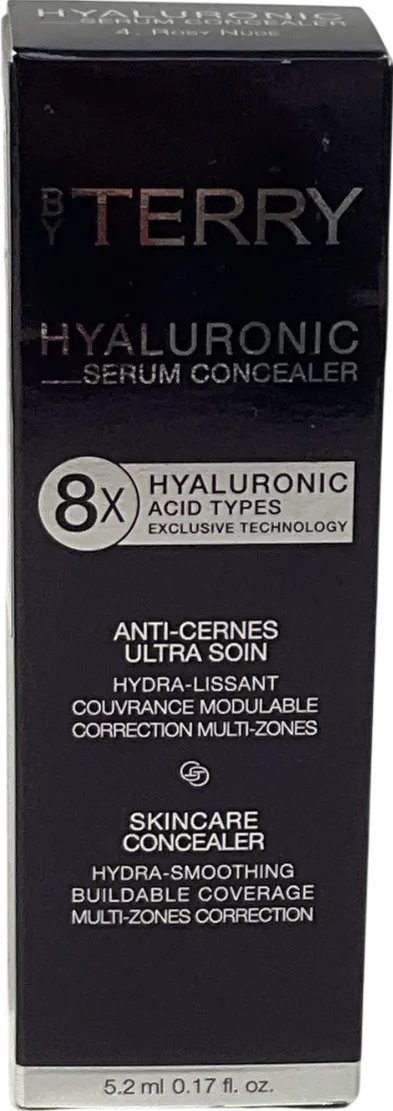 HYALURONIC
SERUM CONCEALER
4. ROSY NUDE
BY TERRY
HYALURONIC
SERUM CONCEALER
8X HYALURONIC
ACID TYPES
EXCLUSIVE TECHNOLOGY
ANTI-CERNES
ULTRA SOIN
HYDRA-LISSANT
COUVRANCE MODULABLE
CORRECTION MULTI-ZONES
SKINCARE
CONCEALER
HYDRA-SMOOTHING
BUILDABLE COVERAGE
MULTI-ZONES CORRECTION
5.2 ml 0.17 fl. oz.